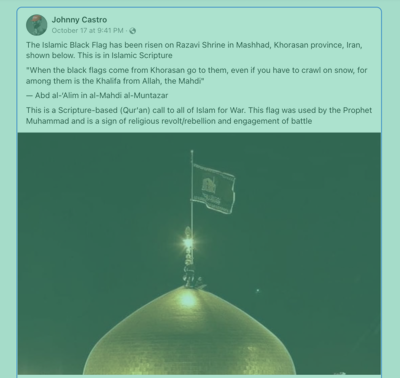 Johnny Castro
October 17 at 9:41 PM ·
The Islamic Black Flag has been risen on Razavi Shrine in Mashhad, Khorasan province, Iran,
shown below. This is in Islamic Scripture
"When the black flags come from Khorasan go to them, even if you have to crawl on snow, for
among them is the Khalifa from Allah, the Mahdi"
— Abd al-'Alim in al-Mahdi al-Muntazar
This is a Scripture-based (Qur'an) call to all of Islam for War. This flag was used by the Prophet
Muhammad and is a sign of religious revolt/rebellion and engagement of battle